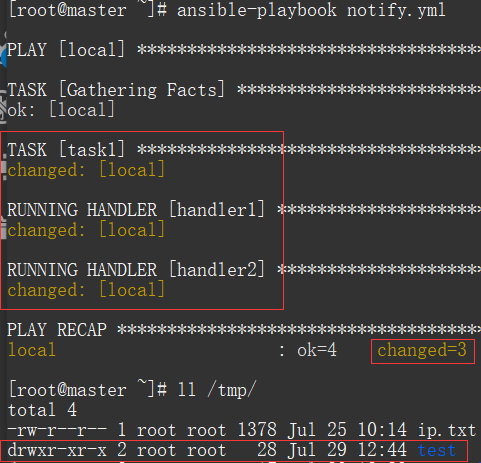 [root@master ~]# ansible-playbook notify.yml
PLAY [local] ***********************************
TASK [Gathering Facts] *************************
ok: [local]
TASK [task1] ***********************************
changed: [local]
RUNNING HANDLER [handler1] *********************
changed: [local]
RUNNING HANDLER [handler2] *********************
changed: [local]
PLAY RECAP *************************************
local : ok=4 changed=3
[root@master ~]# ll /tmp/
total 4
-rw-r--r-- 1 root root 1378 Jul 25 10:14 ip.txt
drwxr-xr-x 2 root root 28 Jul 29 12:44 test